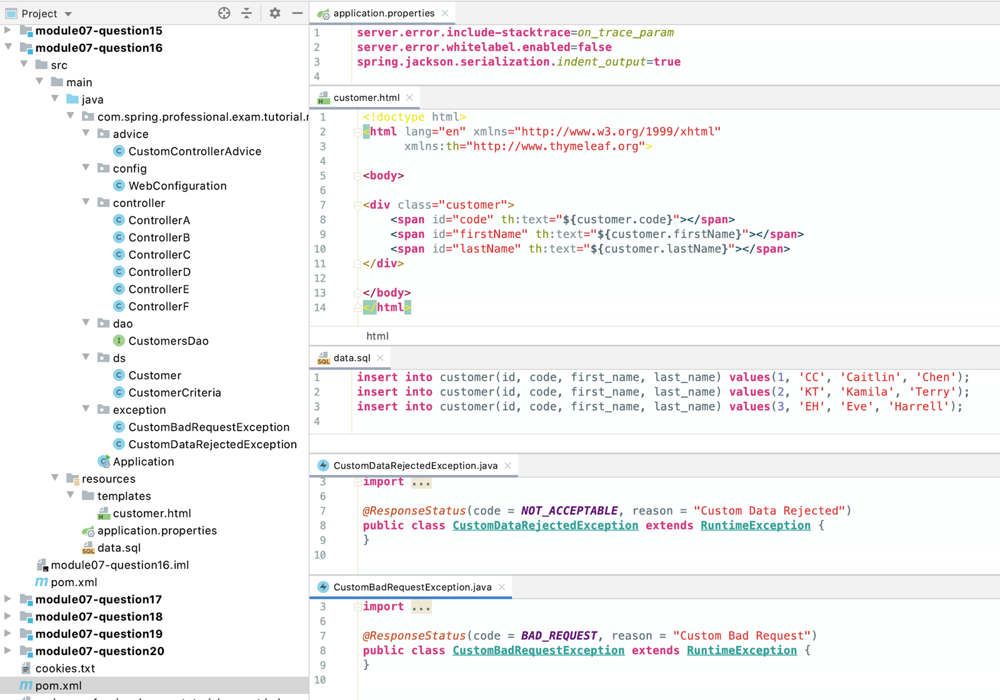 Project
module07-question15
module07-question16
src
main
java
com.spring.professional.exam.tutorial.r
advice
CustomControllerAdvice
config
WebConfiguration
controller
ControllerA
ControllerB
ControllerC
ControllerD
ControllerE
ControllerF
dao
CustomersDao
ds
Customer
CustomerCriteria
exception
CustomBadRequestException
CustomDataRejectedException
Application
resources
templates
customer.html
application.properties
data.sql
module07-question16.iml
pom.xml
module07-question17
module07-question18
module07-question19
module07-question20
cookies.txt
pom.xml
application.properties
1 server.error.include-stacktrace=on_trace_param
2 server.error.whitelabel.enabled=false
3 spring.jackson.serialization.indent_output=true
4
customer.html
1 <!doctype html>
2 <html lang="en" xmlns="http://www.w3.org/1999/xhtml"
3 xmlns:th="http://www.thymeleaf.org">
4
5 <body>
6
7 <div class="customer">
8 <span id="code" th:text="${customer.code}"></span>
9 <span id="firstName" th:text="${customer.firstName}"></span>
10 <span id="lastName" th:text="${customer.lastName}"></span>
11 </div>
12
13 </body>
14 </html>
html
data.sql
1 insert into customer(id, code, first_name, last_name) values(1, 'CC', 'Caitlin', 'Chen');
2 insert into customer(id, code, first_name, last_name) values(2, 'KT', 'Kamila', 'Terry');
3 insert into customer(id, code, first_name, last_name) values(3, 'EH', 'Eve', 'Harrell');
4
CustomDataRejectedException.java
3 import ...
6
7 @ResponseStatus(code = NOT_ACCEPTABLE, reason = "Custom Data Rejected")
8 public class CustomDataRejectedException extends RuntimeException {
9 }
10
CustomBadRequestException.java
3 import ...
6
7 @ResponseStatus(code = BAD_REQUEST, reason = "Custom Bad Request")
8 public class CustomBadRequestException extends RuntimeException {
9 }
10